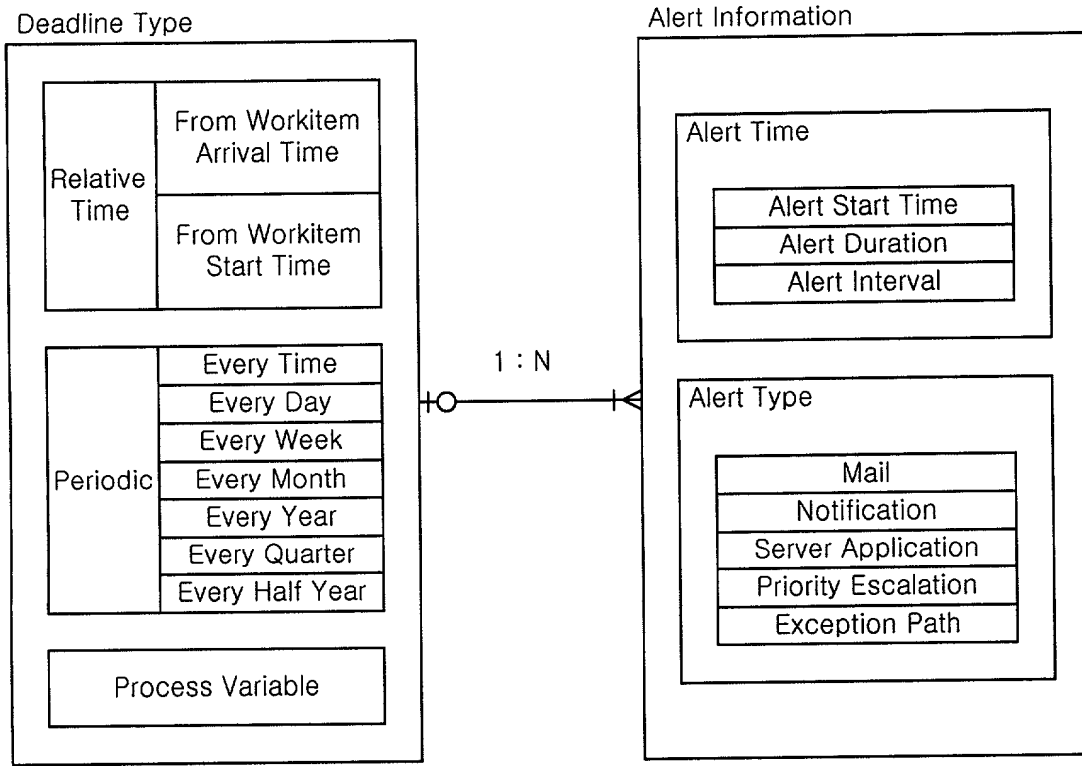 Deadline Type
Relative
Time
From Workitem
Arrival Time
From Workitem
Start Time
Periodic
Every Time
Every Day
Every Week
Every Month
Every Year
Every Quarter
Every Half Year
Process Variable
1 : N
Alert Information
Alert Time
Alert Start Time
Alert Duration
Alert Interval
Alert Type
Mail
Notification
Server Application
Priority Escalation
Exception Path